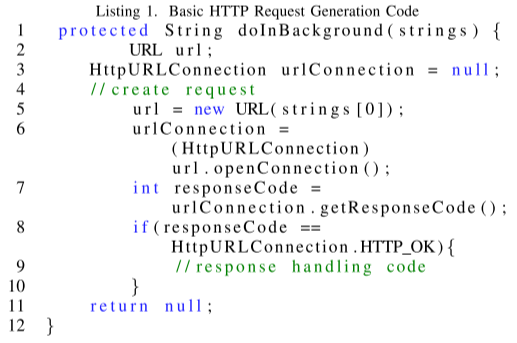 Listing 1. Basic HTTP Request Generation Code
1 protected String doInBackground(strings) {
2 URL url;
3 HttpURLConnection urlConnection = null;
4 //create request
5 url = new URL(strings[0]);
6 urlConnection =
(HttpURLConnection)
url.openConnection();
7 int responseCode =
urlConnection.getResponseCode();
8 if(responseCode ==
HttpURLConnection.HTTP_OK){
9 //response handling code
10 }
11 return null;
12 }